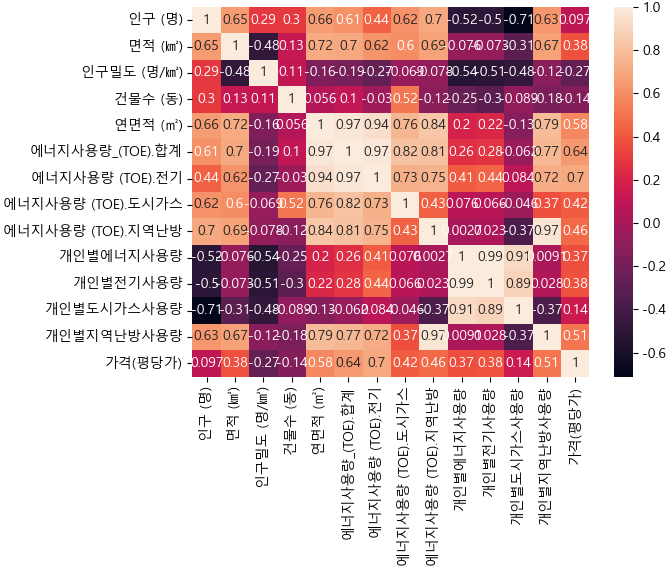 인구 (명) 1 0.65 0.29 0.3 0.66 0.61 0.44 0.62 0.7 -0.52 -0.5 -0.71 0.63 0.097
면적 (㎢) 0.65 1 -0.48 0.13 0.72 0.7 0.62 0.6 0.69 -0.076 -0.073 -0.31 0.67 0.38
인구밀도 (명/㎢) 0.29 -0.48 1 0.11 -0.16 -0.19 -0.27 -0.069 -0.078 -0.54 -0.51 -0.48 -0.12 -0.27
건물수 (동) 0.3 0.13 0.11 1 0.056 0.1 -0.03 0.52 -0.12 -0.25 -0.3 -0.089 -0.18 -0.14
연면적 (㎡) 0.66 0.72 -0.16 0.056 1 0.97 0.94 0.76 0.84 0.2 0.22 -0.13 0.79 0.58
에너지사용량_(TOE).합계 0.61 0.7 -0.19 0.1 0.97 1 0.97 0.82 0.81 0.26 0.28 -0.062 0.77 0.64
에너지사용량 (TOE).전기 0.44 0.62 -0.27 -0.03 0.94 0.97 1 0.73 0.75 0.41 0.44 0.084 0.72 0.7
에너지사용량 (TOE).도시가스 0.62 0.6 -0.069 0.52 0.76 0.82 0.73 1 0.43 0.076 0.066 -0.046 0.37 0.42
에너지사용량 (TOE).지역난방 0.7 0.69 -0.078 -0.12 0.84 0.81 0.75 0.43 1 0.0027 0.023 -0.37 0.97 0.46
개인별에너지사용량 -0.52 -0.076 -0.54 -0.25 0.2 0.26 0.41 0.076 0.0027 1 0.99 0.91 0.0091 0.37
개인별전기사용량 -0.5 -0.073 -0.51 -0.3 0.22 0.28 0.44 0.066 0.023 0.99 1 0.89 0.028 0.38
개인별도시가스사용량 -0.71 -0.31 -0.48 -0.089 -0.13 -0.062 0.084 -0.046 -0.37 0.91 0.89 1 -0.37 0.14
개인별지역난방사용량 0.63 0.67 -0.12 -0.18 0.79 0.77 0.72 0.37 0.97 0.0091 0.028 -0.37 1 0.51
가격(평당가) 0.097 0.38 -0.27 -0.14 0.58 0.64 0.7 0.42 0.46 0.37 0.38 0.14 0.51 1
인구 (명)
면적 (㎢)
인구밀도 (명/㎢)
건물수 (동)
연면적 (㎡)
에너지사용량_(TOE).합계
에너지사용량 (TOE).전기
에너지사용량 (TOE).도시가스
에너지사용량 (TOE).지역난방
개인별에너지사용량
개인별전기사용량
개인별도시가스사용량
개인별지역난방사용량
가격(평당가)
1.0
0.8
0.6
0.4
0.2
0.0
-0.2
-0.4
-0.6